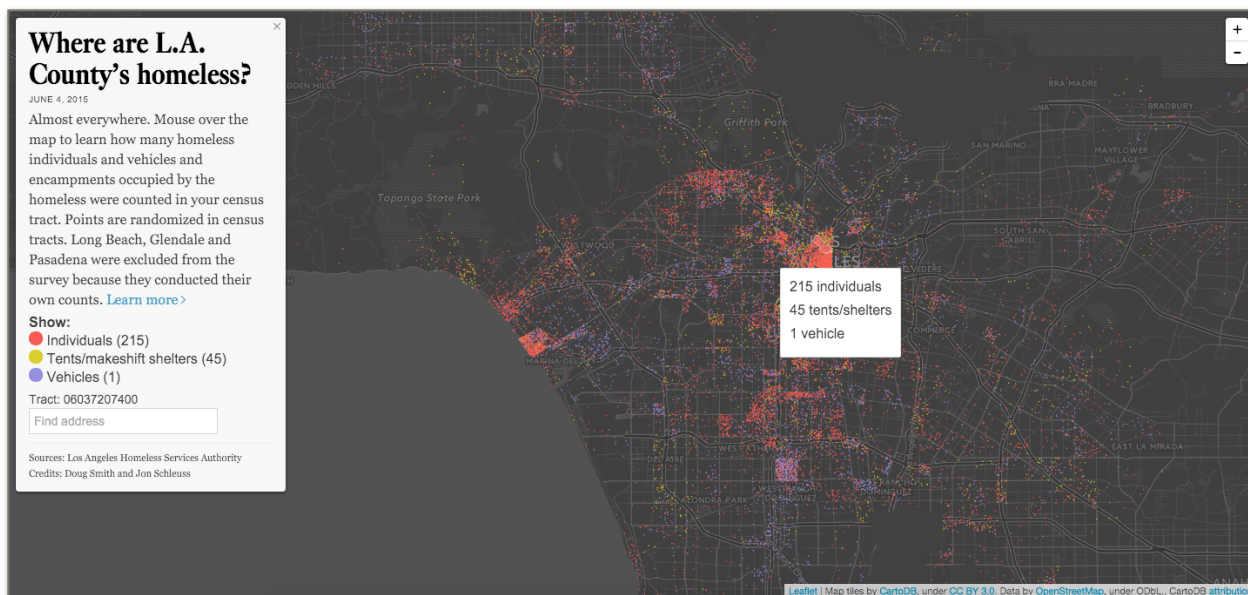 Where are L.A.
County's homeless?
×
JUNE 4, 2015
Almost everywhere. Mouse over the
map to learn how many homeless
individuals and vehicles and
encampments occupied by the
homeless were counted in your census
tract. Points are randomized in census
tracts. Long Beach, Glendale and
Pasadena were excluded from the
survey because they conducted their
own counts. Learn more ›
Show:
Individuals (215)
Tents/makeshift shelters (45)
Vehicles (1)
Tract: 06037207400
Find address
Sources: Los Angeles Homeless Services Authority
Credits: Doug Smith and Jon Schleuss
+
-
DDEN HILLS
RRA MADRE
BRADBURY
Griffith Park
SAN MARINO
MAYFLOWER
VILLAGE
Topanga State Park
SOUTH SAN
GABRIEL
215 individuals
45 tents/shelters
1 vehicle
COMMERCE
EAST LA MIRADA
Leaflet | Map tiles by CartoDB, under CC BY 3.0. Data by OpenStreetMap, under ODbL., CartoDB attributio